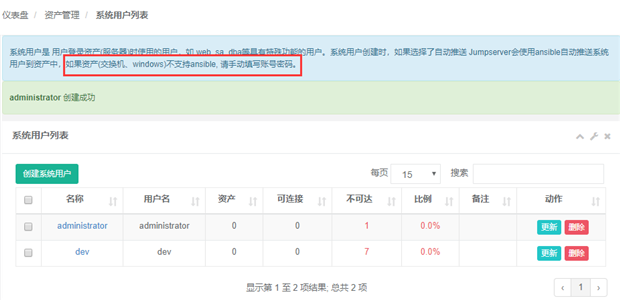 仪表盘 / 资产管理 / 系统用户列表
系统用户是 用户登录资产(服务器)时使用的用户，如 web, sa, dba等具有特殊功能的用户。系统用户创建时，如果选择了自动推送 Jumpserver会使用ansible自动推送系统
用户到资产中，如果资产(交换机、windows)不支持ansible, 请手动填写账号密码。
administrator 创建成功
系统用户列表
创建系统用户 每页 15 搜索
名称 用户名 资产 可连接 不可达 比例 备注 动作
administrator administrator 0 0 1 0.0% 更新 删除
dev dev 0 0 7 0.0% 更新 删除
显示第 1 至 2 项结果; 总共 2 项 ‹ 1 ›